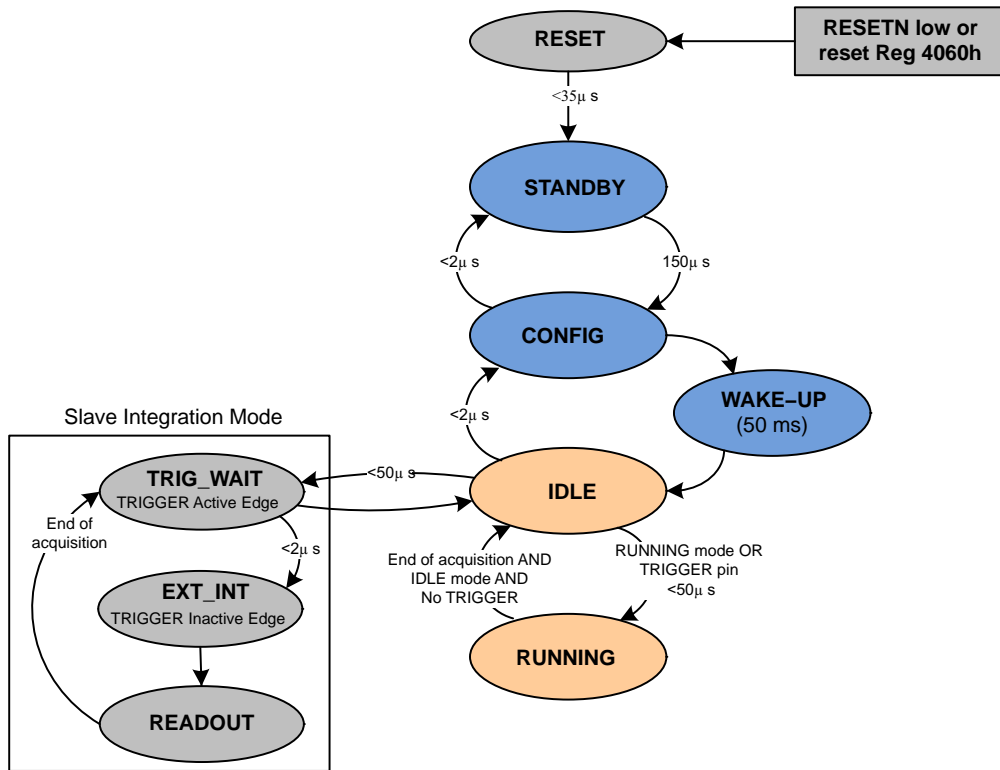 RESET
RESETN low or
reset Reg 4060h
<35μ s
STANDBY
<2μ s
150μ s
CONFIG
<2μ s
WAKE–UP
(50 ms)
Slave Integration Mode
TRIG_WAIT
TRIGGER Active Edge
<50μ s
IDLE
End of
acquisition
<2μ s
EXT_INT
TRIGGER Inactive Edge
READOUT
End of acquisition AND
IDLE mode AND
No TRIGGER
RUNNING mode OR
TRIGGER pin
<50μ s
RUNNING